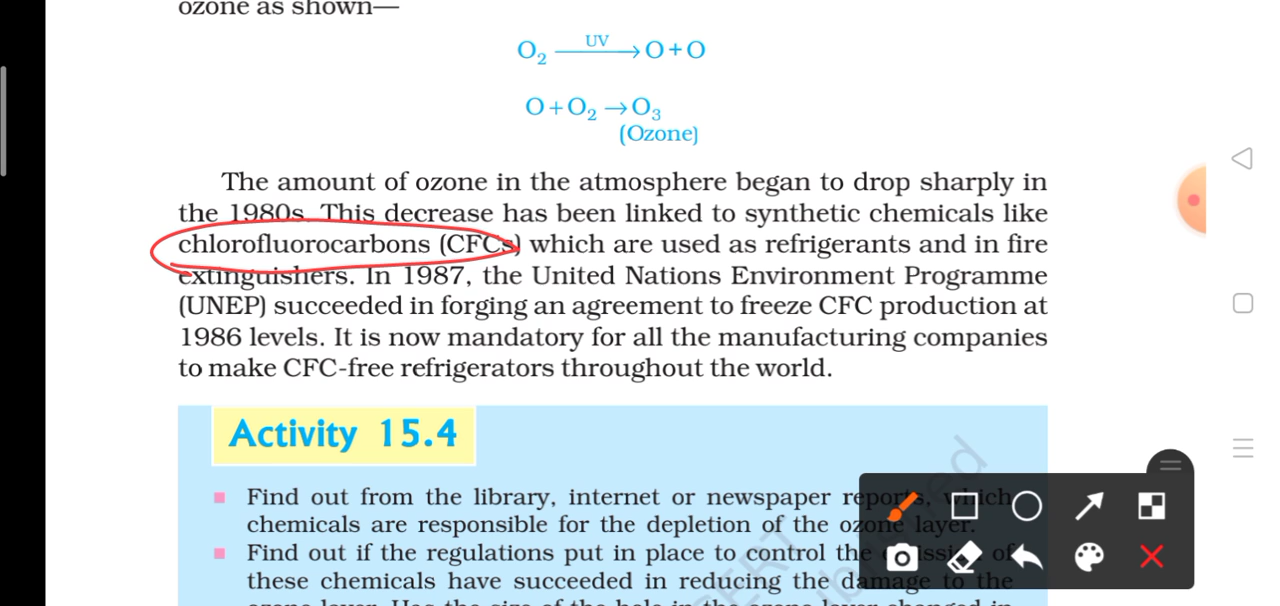 ozone as shown—
O₂ —UV→ O + O
O + O₂ → O₃
(Ozone)
The amount of ozone in the atmosphere began to drop sharply in
the 1980s. This decrease has been linked to synthetic chemicals like
chlorofluorocarbons (CFCs) which are used as refrigerants and in fire
extinguishers. In 1987, the United Nations Environment Programme
(UNEP) succeeded in forging an agreement to freeze CFC production at
1986 levels. It is now mandatory for all the manufacturing companies
to make CFC-free refrigerators throughout the world.
Activity 15.4
Find out from the library, internet or newspaper reports, which
chemicals are responsible for the depletion of the ozone layer.
Find out if the regulations put in place to control the of
these chemicals have succeeded in reducing the damage to the